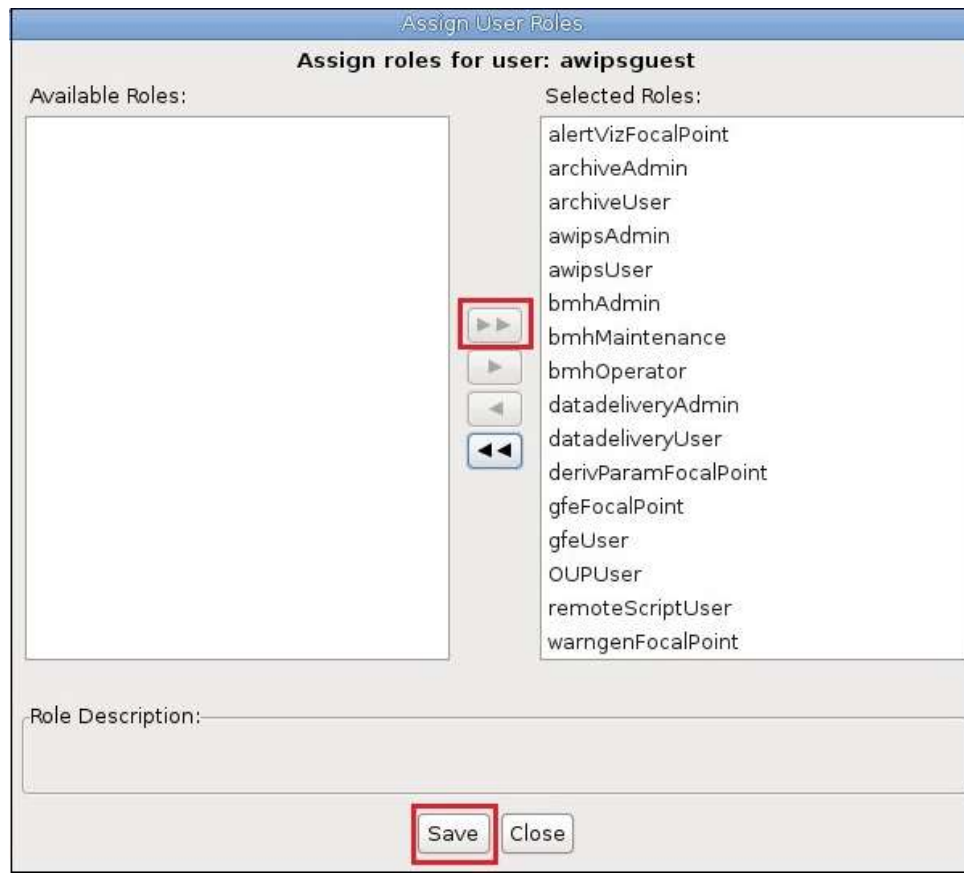 Assign User Roles
Assign roles for user: awipsguest
Available Roles:
Selected Roles:
alertVizFocalPoint
archiveAdmin
archiveUser
awipsAdmin
awipsUser
bmhAdmin
bmhMaintenance
bmhOperator
datadeliveryAdmin
datadeliveryUser
derivParamFocalPoint
gfeFocalPoint
gfeUser
OUPUser
remoteScriptUser
warngenFocalPoint
Role Description:
Save Close